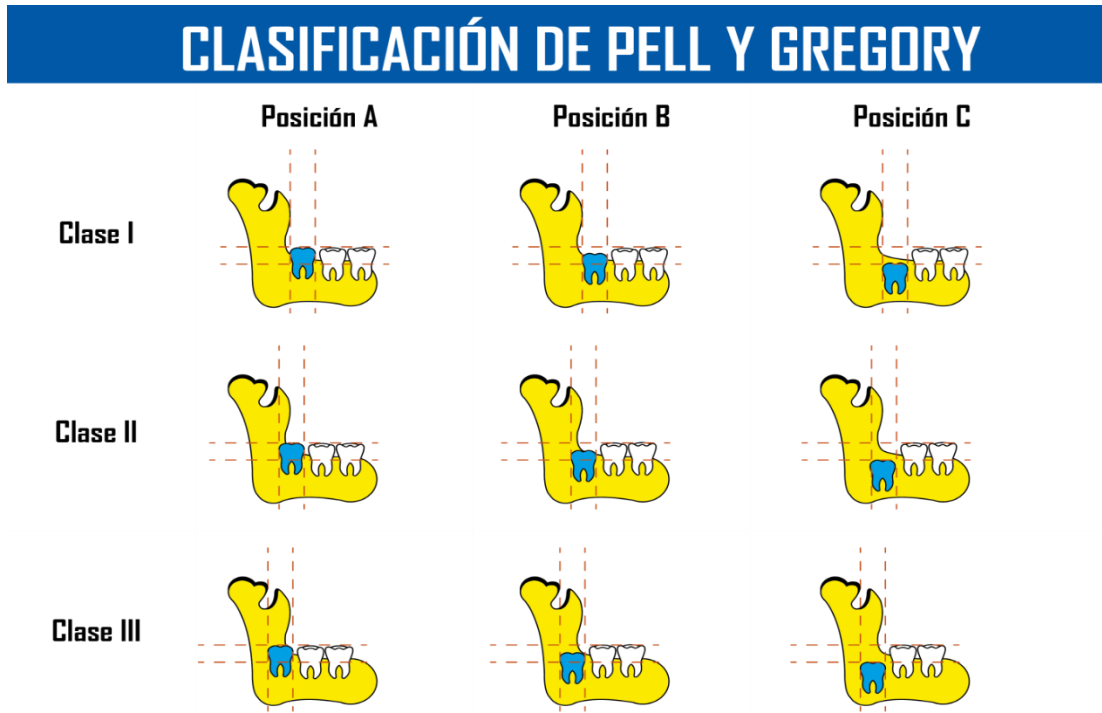 CLASIFICACIÓN DE PELL Y GREGORY
Posición A Posición B Posición C
Clase I
Clase II
Clase III